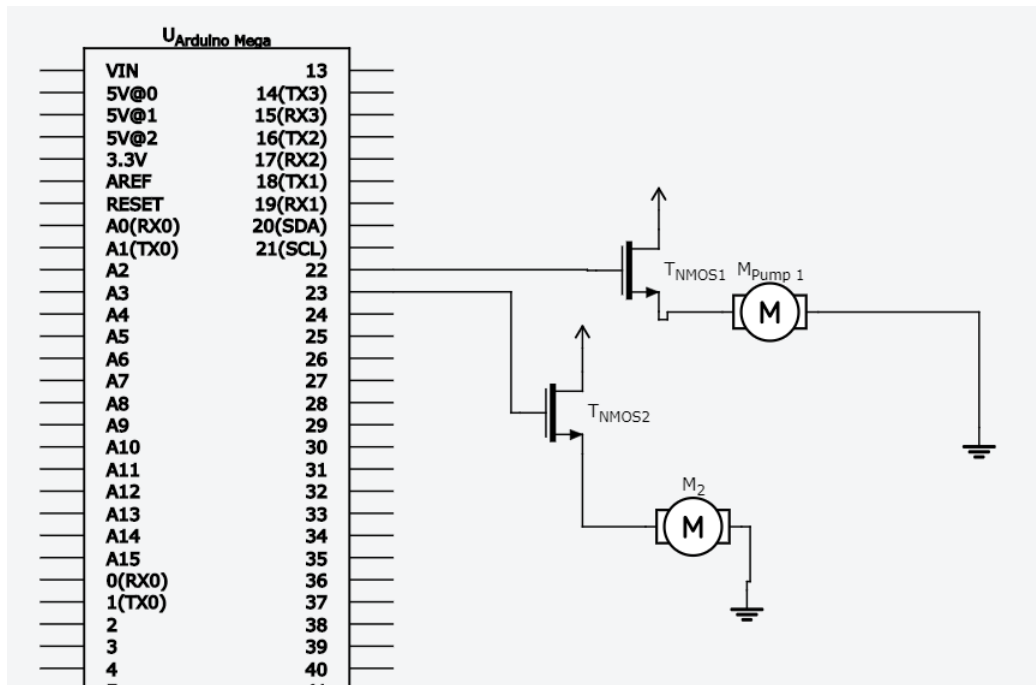 UArduino Mega
VIN 13
5V@0 14(TX3)
5V@1 15(RX3)
5V@2 16(TX2)
3.3V 17(RX2)
AREF 18(TX1)
RESET 19(RX1)
A0(RX0) 20(SDA)
A1(TX0) 21(SCL)
A2 22
A3 23
A4 24
A5 25
A6 26
A7 27
A8 28
A9 29
A10 30
A11 31
A12 32
A13 33
A14 34
A15 35
0(RX0) 36
1(TX0) 37
2 38
3 39
4 40
TNMOS1
MPump 1
M
TNMOS2
M2
M